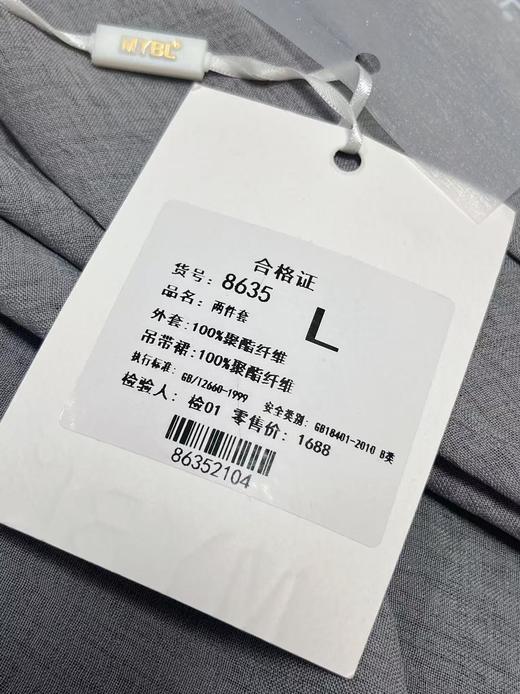 MYBL
合格证
货号: 8635
L
品名: 两件套
外套:100%聚酯纤维
吊带裙:100%聚酯纤维
执行标准: GB/12660-1999 安全类别: GB18401-2010 B类
检验人: 检01 零售价: 1688
86352104